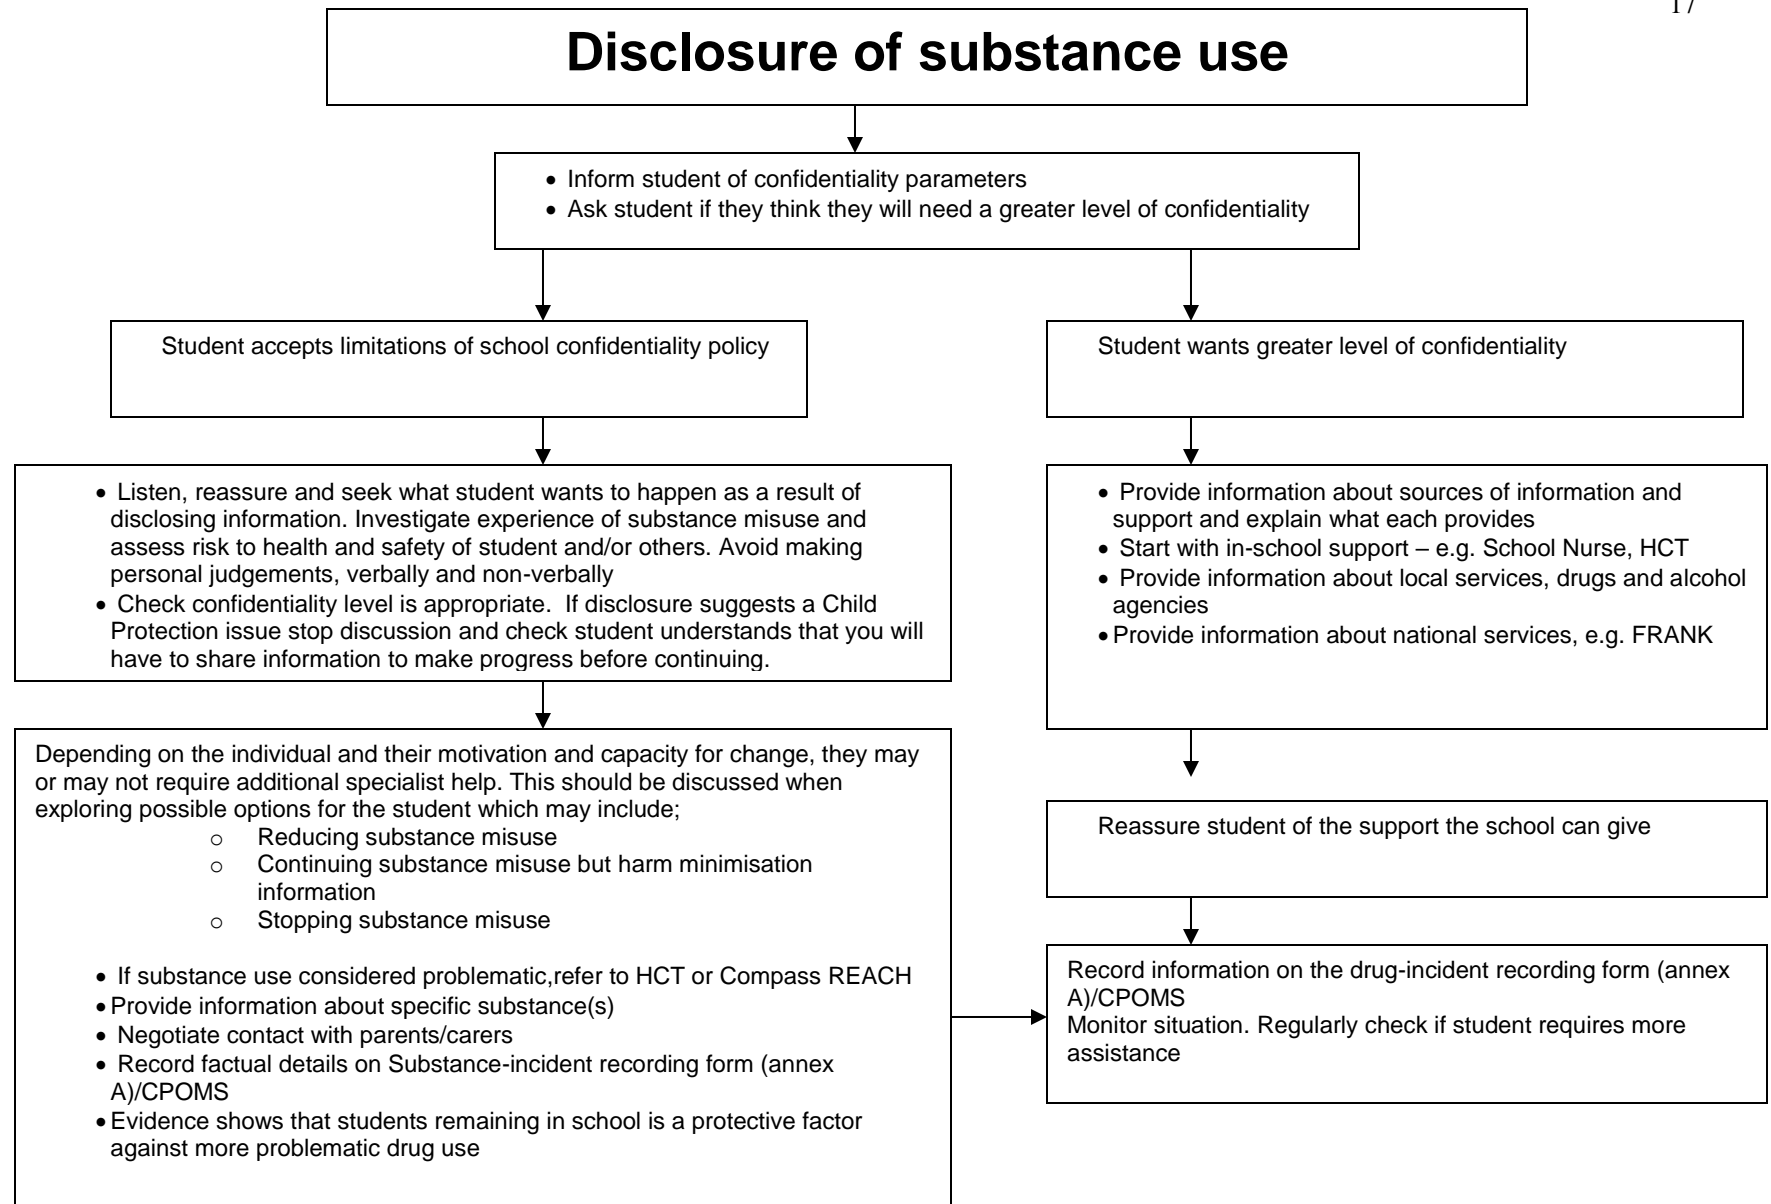 17
Disclosure of substance use
• Inform student of confidentiality parameters
• Ask student if they think they will need a greater level of confidentiality
Student accepts limitations of school confidentiality policy
Student wants greater level of confidentiality
• Listen, reassure and seek what student wants to happen as a result of
disclosing information. Investigate experience of substance misuse and
assess risk to health and safety of student and/or others. Avoid making
personal judgements, verbally and non-verbally
• Check confidentiality level is appropriate.  If disclosure suggests a Child
Protection issue stop discussion and check student understands that you will
have to share information to make progress before continuing.
• Provide information about sources of information and
support and explain what each provides
• Start with in-school support – e.g. School Nurse, HCT
• Provide information about local services, drugs and alcohol
agencies
• Provide information about national services, e.g. FRANK
Depending on the individual and their motivation and capacity for change, they may
or may not require additional specialist help. This should be discussed when
exploring possible options for the student which may include;
o Reducing substance misuse
o Continuing substance misuse but harm minimisation
information
o Stopping substance misuse
• If substance use considered problematic,refer to HCT or Compass REACH
• Provide information about specific substance(s)
• Negotiate contact with parents/carers
• Record factual details on Substance-incident recording form (annex
A)/CPOMS
• Evidence shows that students remaining in school is a protective factor
against more problematic drug use
Reassure student of the support the school can give
Record information on the drug-incident recording form (annex
A)/CPOMS
Monitor situation. Regularly check if student requires more
assistance